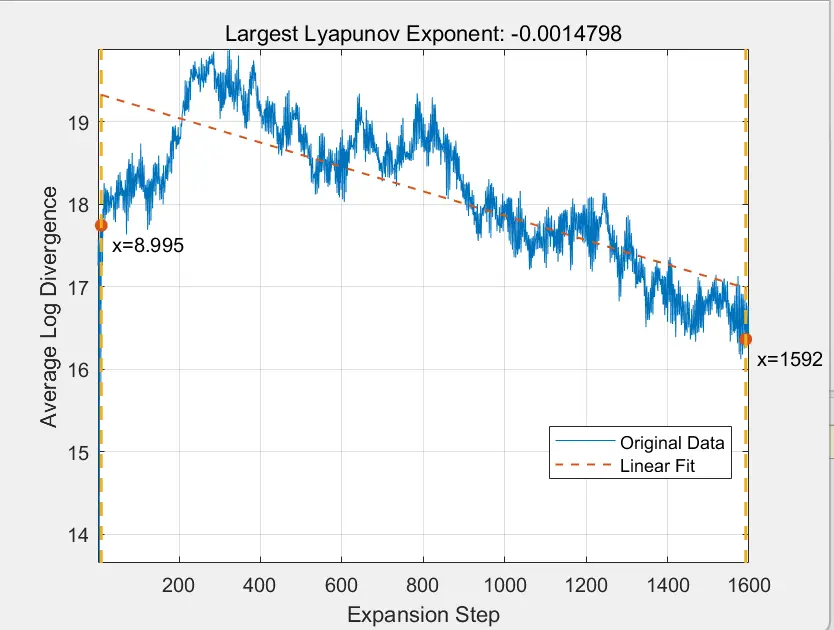 Largest Lyapunov Exponent: -0.0014798
19
18
17
16
15
14
Average Log Divergence
x=8.995
x=1592
Original Data
Linear Fit
200 400 600 800 1000 1200 1400 1600
Expansion Step